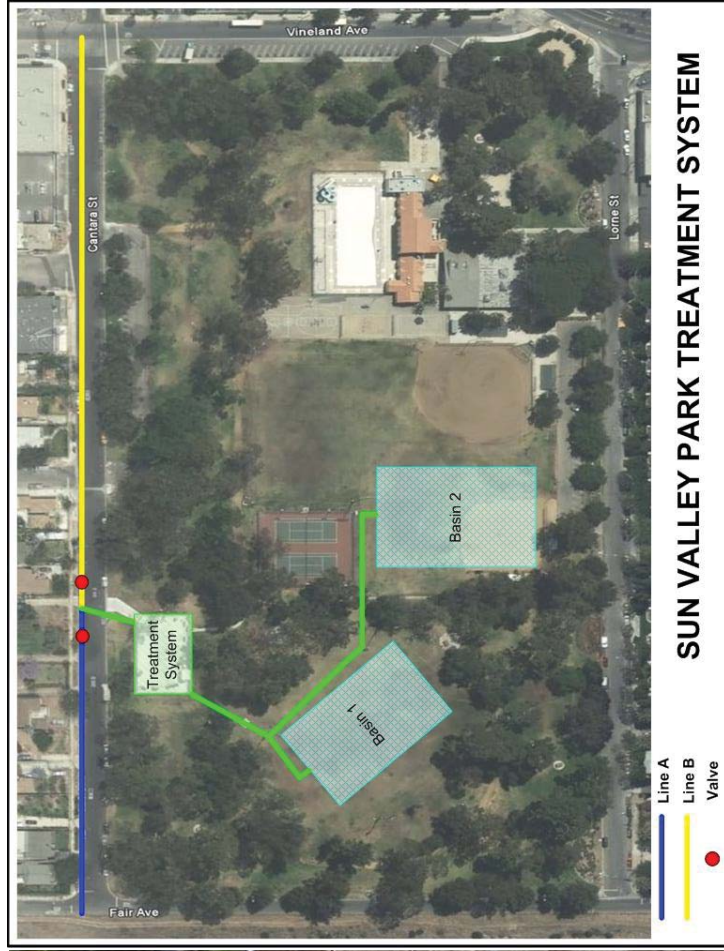 Vineland Ave
Cantara St
Lorne St
Treatment
System
Basin 2
Basin 1
Fair Ave
SUN VALLEY PARK TREATMENT SYSTEM
Line A
Line B
Valve